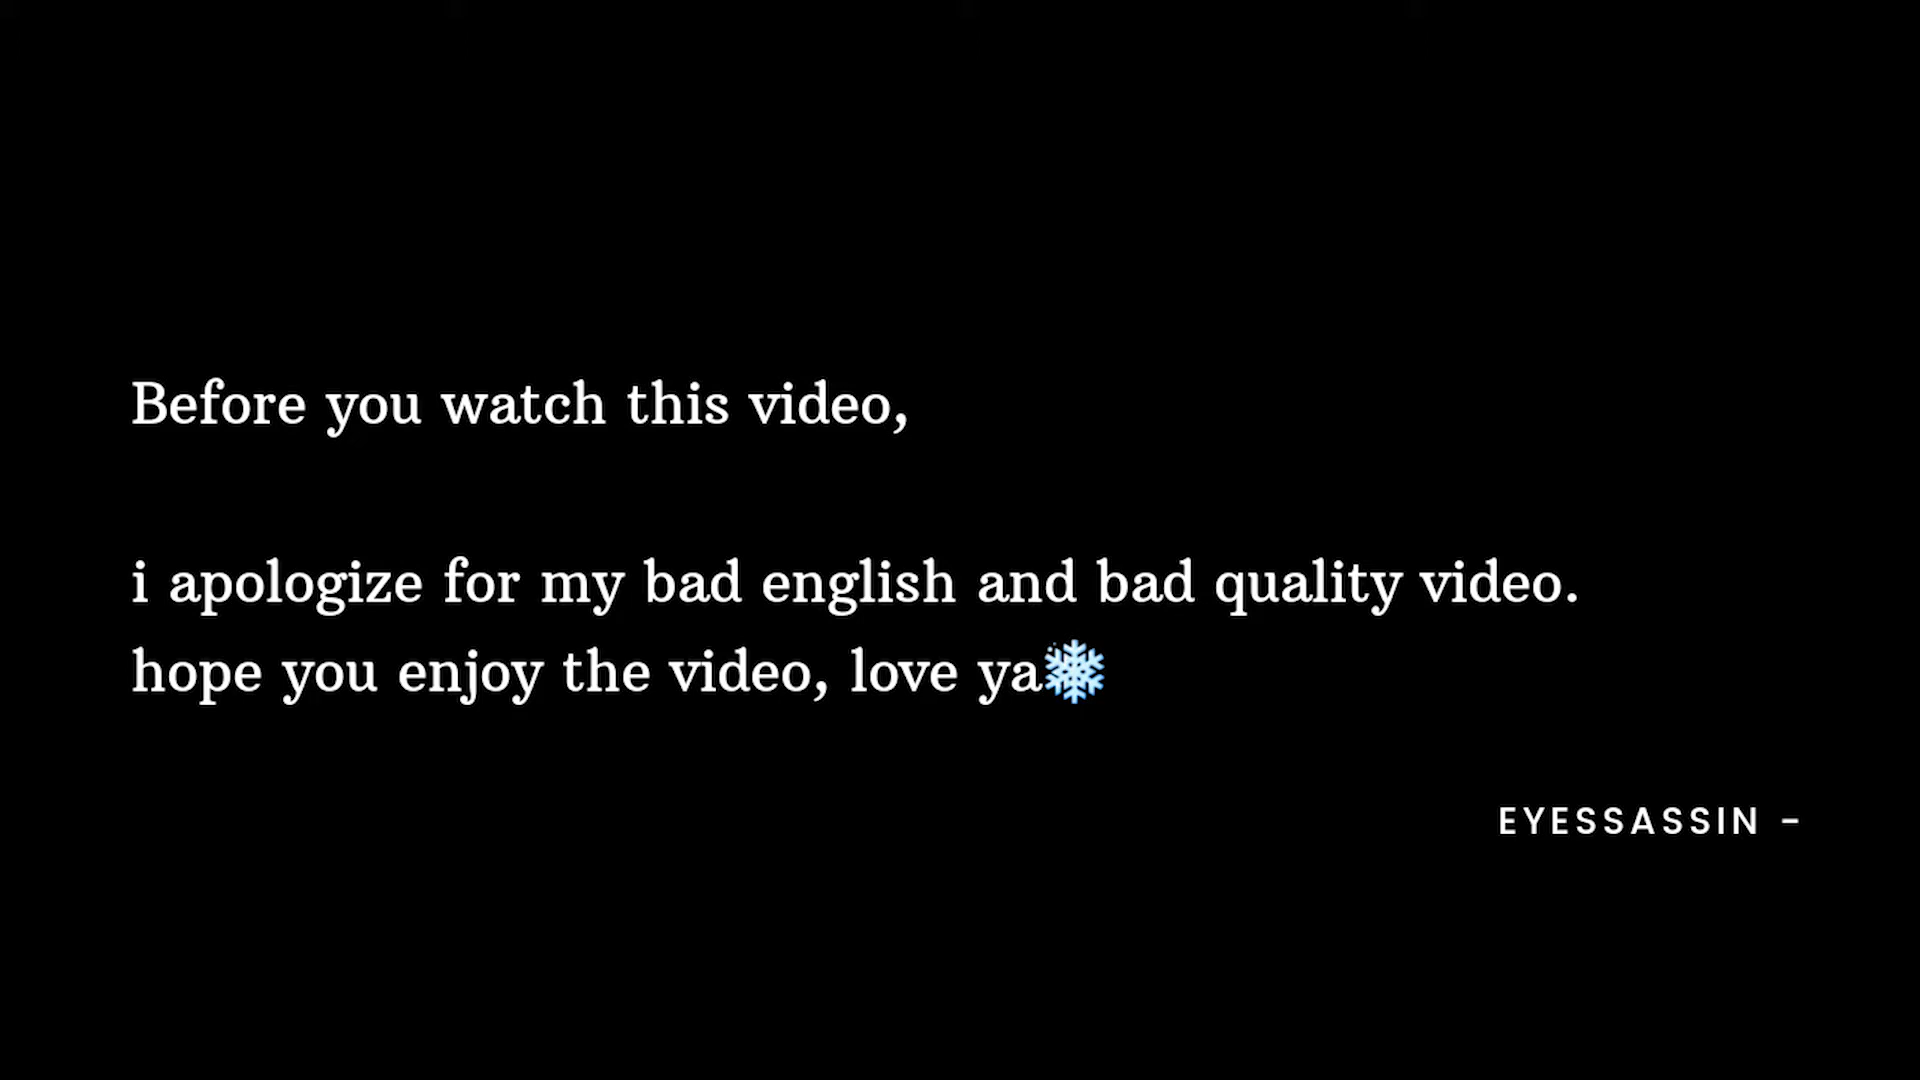 Before you watch this video,
i apologize for my bad english and bad quality video.
hope you enjoy the video, love ya❄️
EYESSASSIN -